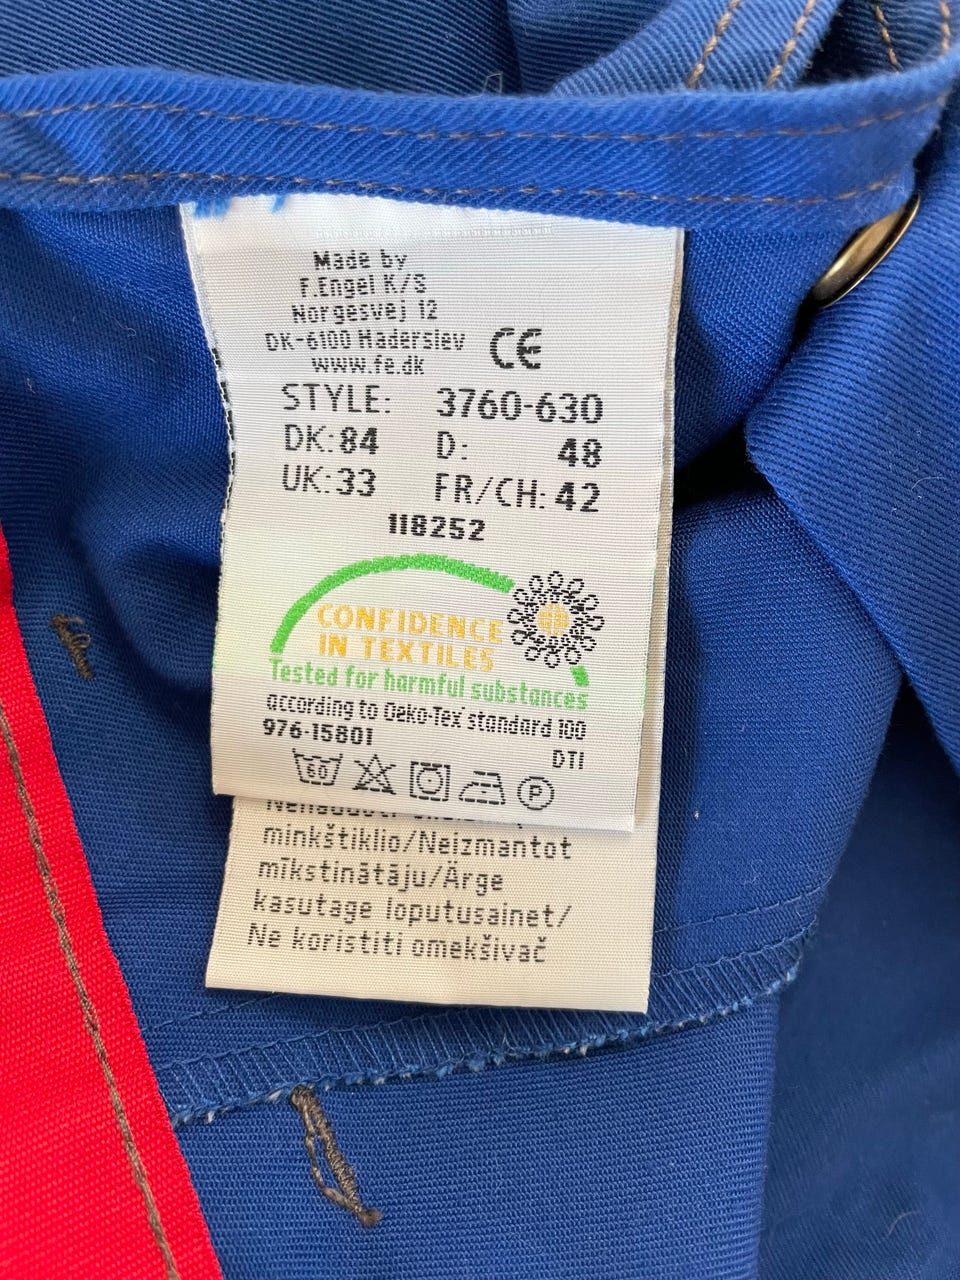 Made by
F.Engel K/S
Norgesvej 12
DK-6100 Haderslev
www.fe.dk
CE
STYLE: 3760-630
DK: 84 D: 48
UK: 33 FR/CH: 42
118252
CONFIDENCE
IN TEXTILES
Tested for harmful substances
according to Oeko-Tex® standard 100
976-15801
DTI
60
P
minkštiklio/Neizmantot
mīkstinātāju/Ärge
kasutage loputusainet/
Ne koristiti omekšivač